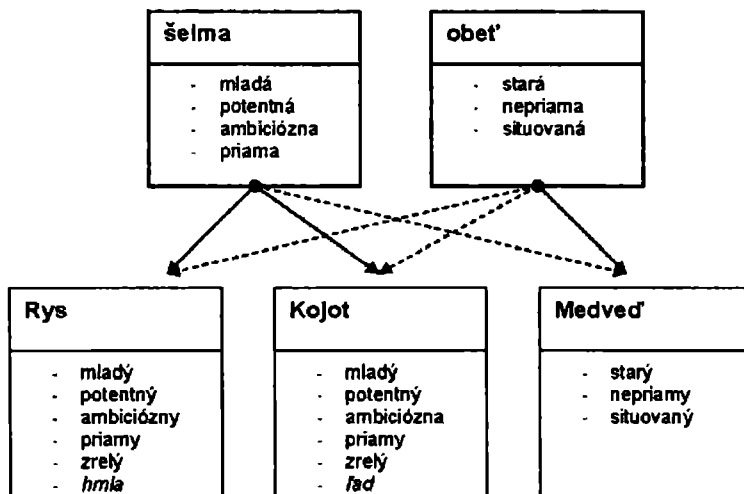 šelma
- mladá
- potentná
- ambiciózna
- priama
obeť
- stará
- nepriama
- situovaná
Rys
- mladý
- potentný
- ambiciózny
- priamy
- zrelý
- hmla
Kojot
- mladý
- potentný
- ambiciózna
- priamy
- zrelý
- ľad
Medveď
- starý
- nepriamy
- situovaný